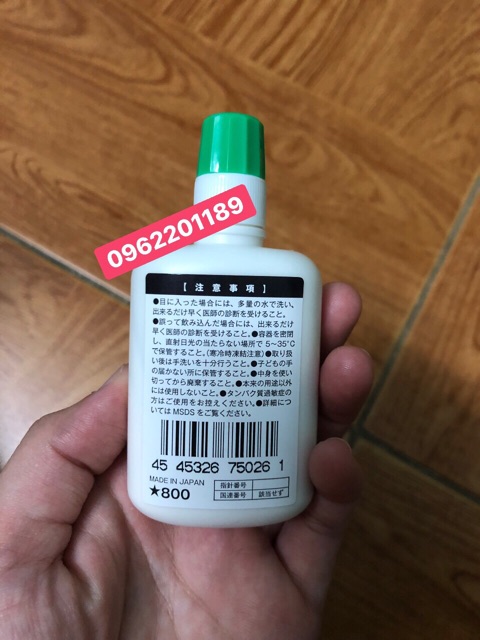 0962201189
【 注 意 事 項 】
●目に入った場合には、多量の水で洗い、
出来るだけ早く医師の診断を受けること。
●誤って飲み込んだ場合には、出来るだけ
早く医師の診断を受けること。●容器を密閉
し、直射日光の当たらない場所で 5～35℃
で保管すること。(寒冷時凍結注意) ●取り扱
い後は手洗いを十分行うこと。●子どもの手
の届かない所に保管すること。●中身を使い
切ってから廃棄すること。●本来の用途以外
には使用しないこと。●タンパク質過敏症の
方はご使用をお控えください。●詳細につ
いては MSDS をご覧ください。
45 45326 75026 1
MADE IN JAPAN
★800
指針番号
国連番号 該当せず